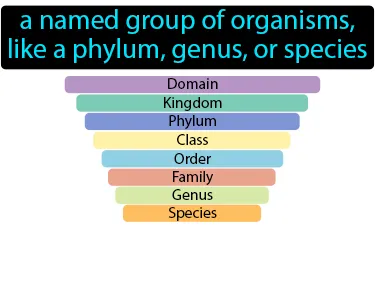 a named group of organisms,
like a phylum, genus, or species
Domain
Kingdom
Phylum
Class
Order
Family
Genus
Species